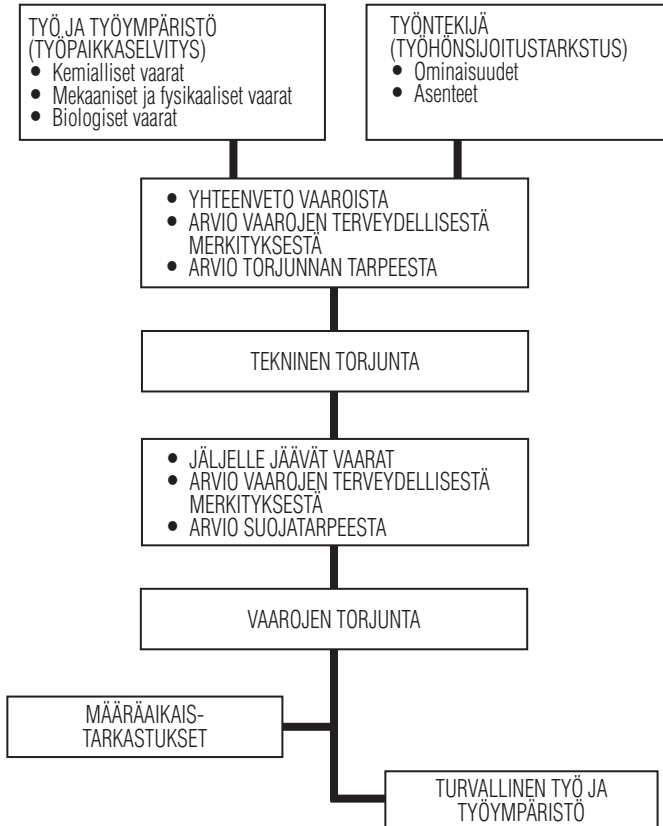 TYÖ JA TYÖYMPÄRISTÖ
(TYÖPAIKKASELVITYS)
• Kemialliset vaarat
• Mekaaniset ja fysikaaliset vaarat
• Biologiset vaarat
TYÖNTEKIJÄ
(TYÖHÖNSIJOITUSTARKSTUS)
• Ominaisuudet
• Asenteet
• YHTEENVETO VAAROISTA
• ARVIO VAAROJEN TERVEYDELLISESTÄ
MERKITYKSESTÄ
• ARVIO TORJUNNAN TARPEESTA
TEKNINEN TORJUNTA
• JÄLJELLE JÄÄVÄT VAARAT
• ARVIO VAAROJEN TERVEYDELLISESTÄ
MERKITYKSESTÄ
• ARVIO SUOJATARPEESTA
VAAROJEN TORJUNTA
MÄÄRÄAIKAIS-
TARKASTUKSET
TURVALLINEN TYÖ JA
TYÖYMPÄRISTÖ